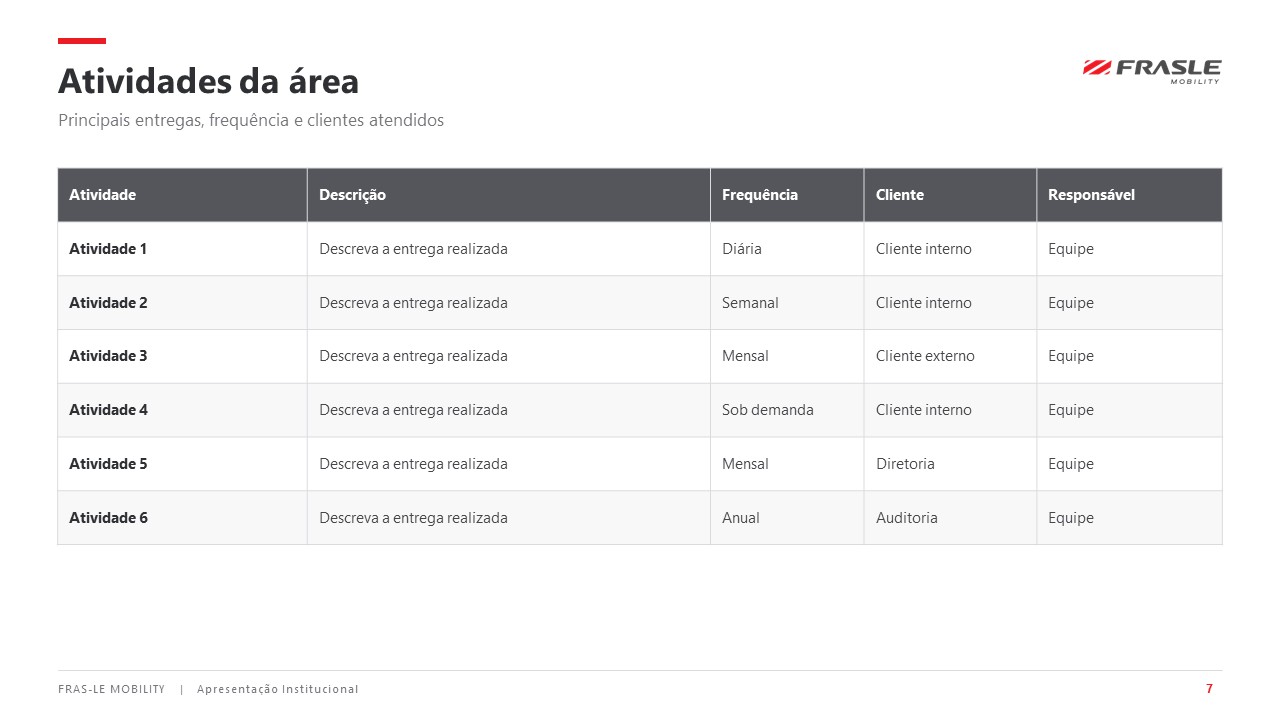 Atividades da área
FRASLE
MOBILITY
Principais entregas, frequência e clientes atendidos
Atividade Descrição Frequência Cliente Responsável
Atividade 1 Descreva a entrega realizada Diária Cliente interno Equipe
Atividade 2 Descreva a entrega realizada Semanal Cliente interno Equipe
Atividade 3 Descreva a entrega realizada Mensal Cliente externo Equipe
Atividade 4 Descreva a entrega realizada Sob demanda Cliente interno Equipe
Atividade 5 Descreva a entrega realizada Mensal Diretoria Equipe
Atividade 6 Descreva a entrega realizada Anual Auditoria Equipe
FRAS-LE MOBILITY | Apresentação Institucional 7